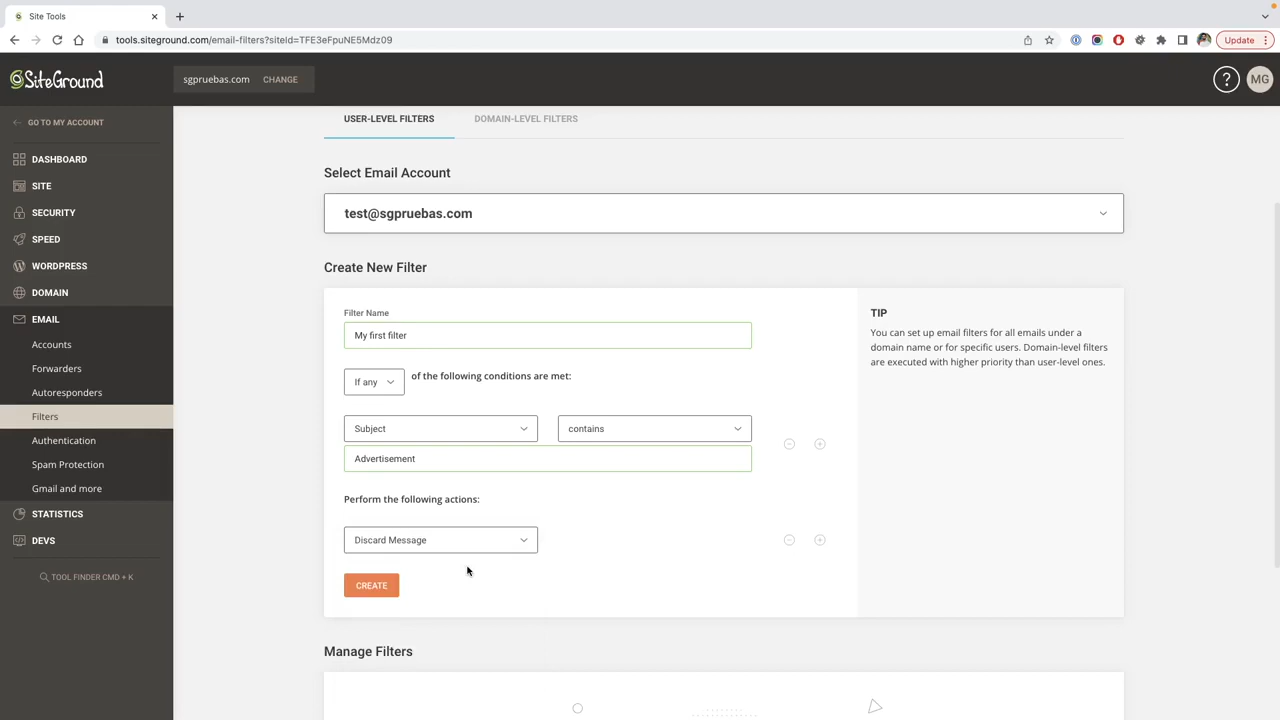 Site Tools
tools.siteground.com/email-filters?siteId=TFE3eFpuNE5Mdz09
Update
SiteGround
sgpruebas.com CHANGE
?
MG
GO TO MY ACCOUNT
DASHBOARD
SITE
SECURITY
SPEED
WORDPRESS
DOMAIN
EMAIL
Accounts
Forwarders
Autoresponders
Filters
Authentication
Spam Protection
Gmail and more
STATISTICS
DEVS
TOOL FINDER CMD + K
USER-LEVEL FILTERS
DOMAIN-LEVEL FILTERS
Select Email Account
test@sgpruebas.com
Create New Filter
Filter Name
My first filter
If any of the following conditions are met:
Subject
contains
Advertisement
Perform the following actions:
Discard Message
CREATE
TIP
You can set up email filters for all emails under a
domain name or for specific users. Domain-level filters
are executed with higher priority than user-level ones.
Manage Filters